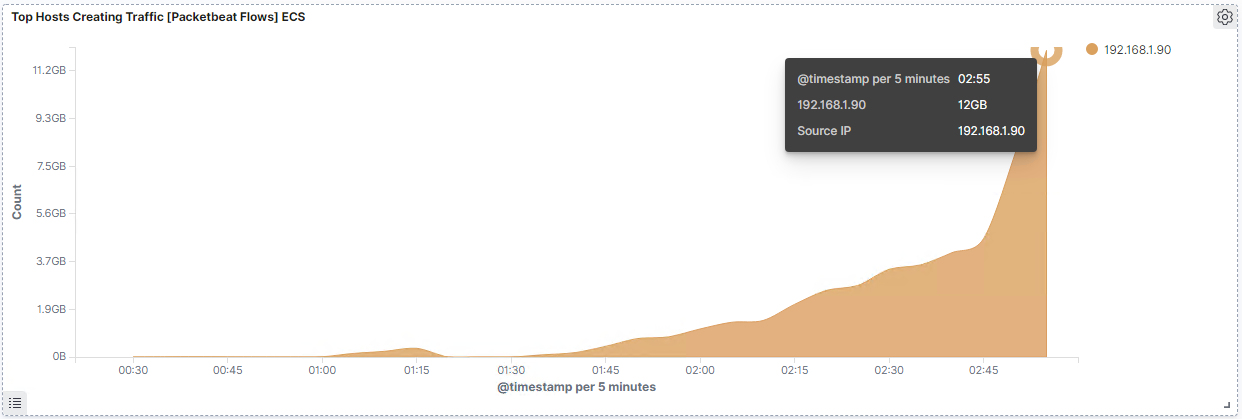 Top Hosts Creating Traffic [Packetbeat Flows] ECS
11.2GB
9.3GB
7.5GB
5.6GB
3.7GB
1.9GB
0B
Count
@timestamp per 5 minutes 02:55
192.168.1.90 12GB
Source IP 192.168.1.90
192.168.1.90
00:30 00:45 01:00 01:15 01:30 01:45 02:00 02:15 02:30 02:45
@timestamp per 5 minutes